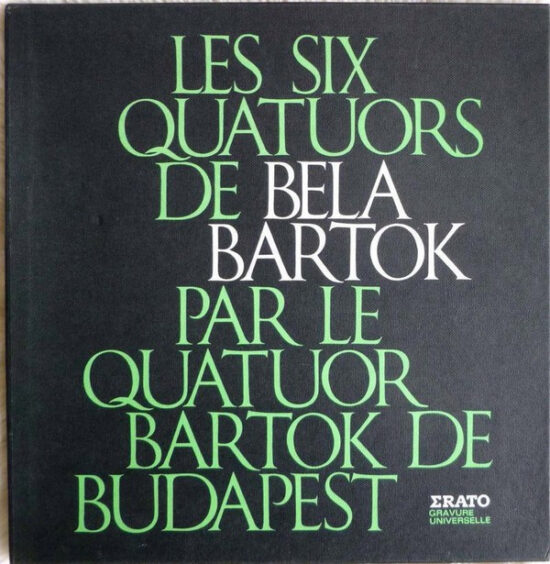 LES SIX
QUATUORS
DE BELA
BARTOK
PAR LE
QUATUOR
BARTOK DE
BUDAPEST
ΣRATO
GRAVURE
UNIVERSELLE